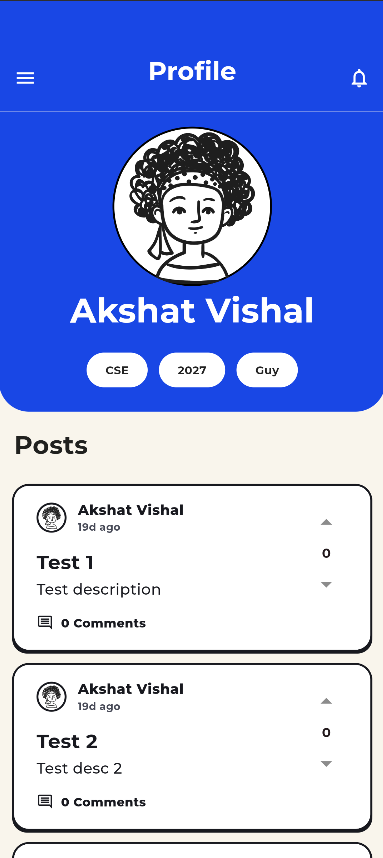 Profile
Akshat Vishal
CSE
2027
Guy
Posts
Akshat Vishal
19d ago
0
Test 1
Test description
0 Comments
Akshat Vishal
19d ago
0
Test 2
Test desc 2
0 Comments